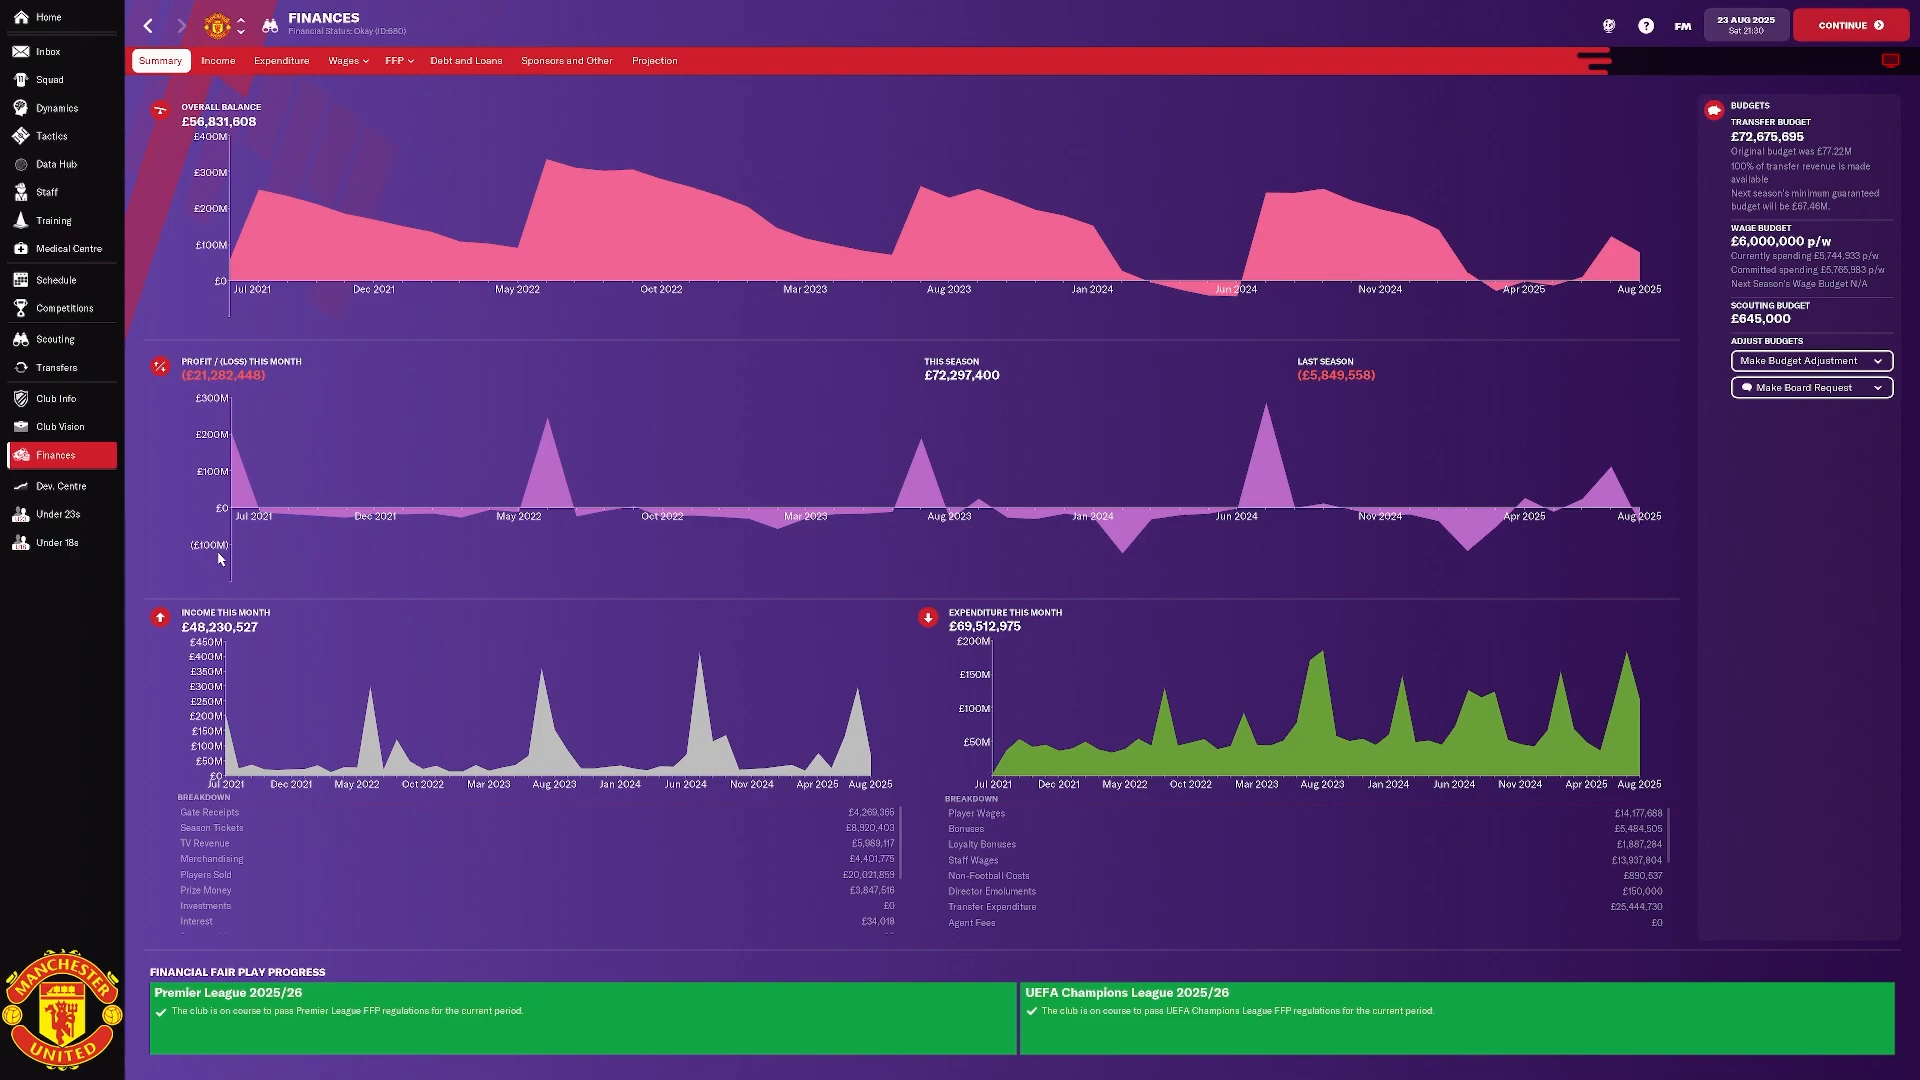 Home
Inbox
Squad
Dynamics
Tactics
Data Hub
Staff
Training
Medical Centre
Schedule
Competitions
Scouting
Transfers
Club Info
Club Vision
Finances
Dev. Centre
Under 23s
Under 18s
MANCHESTER
UNITED
FINANCES
Financial Status: Okay (ID:680)
FM
23 AUG 2025
Sat 21:30
CONTINUE
Summary
Income
Expenditure
Wages
FFP
Debt and Loans
Sponsors and Other
Projection
OVERALL BALANCE
£56,831,608
£400M
£300M
£200M
£100M
£0
Jul 2021
Dec 2021
May 2022
Oct 2022
Mar 2023
Aug 2023
Jan 2024
Jun 2024
Nov 2024
Apr 2025
Aug 2025
PROFIT / (LOSS) THIS MONTH
(£21,282,448)
THIS SEASON
£72,297,400
LAST SEASON
(£5,849,558)
£300M
£200M
£100M
£0
(£100M)
Jul 2021
Dec 2021
May 2022
Oct 2022
Mar 2023
Aug 2023
Jan 2024
Jun 2024
Nov 2024
Apr 2025
Aug 2025
INCOME THIS MONTH
£48,230,527
£450M
£400M
£350M
£300M
£250M
£200M
£150M
£100M
£50M
£0
Jul 2021
Dec 2021
May 2022
Oct 2022
Mar 2023
Aug 2023
Jan 2024
Jun 2024
Nov 2024
Apr 2025
Aug 2025
BREAKDOWN
Gate Receipts £4,269,365
Season Tickets £8,920,403
TV Revenue £5,989,117
Merchandising £4,401,775
Players Sold £20,021,859
Prize Money £3,847,516
Investments £0
Interest £34,018
EXPENDITURE THIS MONTH
£69,512,975
£200M
£150M
£100M
£50M
Jul 2021
Dec 2021
May 2022
Oct 2022
Mar 2023
Aug 2023
Jan 2024
Jun 2024
Nov 2024
Apr 2025
Aug 2025
BREAKDOWN
Player Wages £14,177,688
Bonuses £5,484,505
Loyalty Bonuses £1,887,284
Staff Wages £13,937,804
Non-Football Costs £890,537
Director Emoluments £150,000
Transfer Expenditure £25,444,730
Agent Fees £0
BUDGETS
TRANSFER BUDGET
£72,675,695
Original budget was £77.22M
100% of transfer revenue is made
available
Next season's minimum guaranteed
budget will be £67.46M.
WAGE BUDGET
£6,000,000 p/w
Currently spending £5,744,933 p/w
Committed spending £5,765,983 p/w
Next Season's Wage Budget N/A
SCOUTING BUDGET
£645,000
ADJUST BUDGETS
Make Budget Adjustment
Make Board Request
FINANCIAL FAIR PLAY PROGRESS
Premier League 2025/26
The club is on course to pass Premier League FFP regulations for the current period.
UEFA Champions League 2025/26
The club is on course to pass UEFA Champions League FFP regulations for the current period.